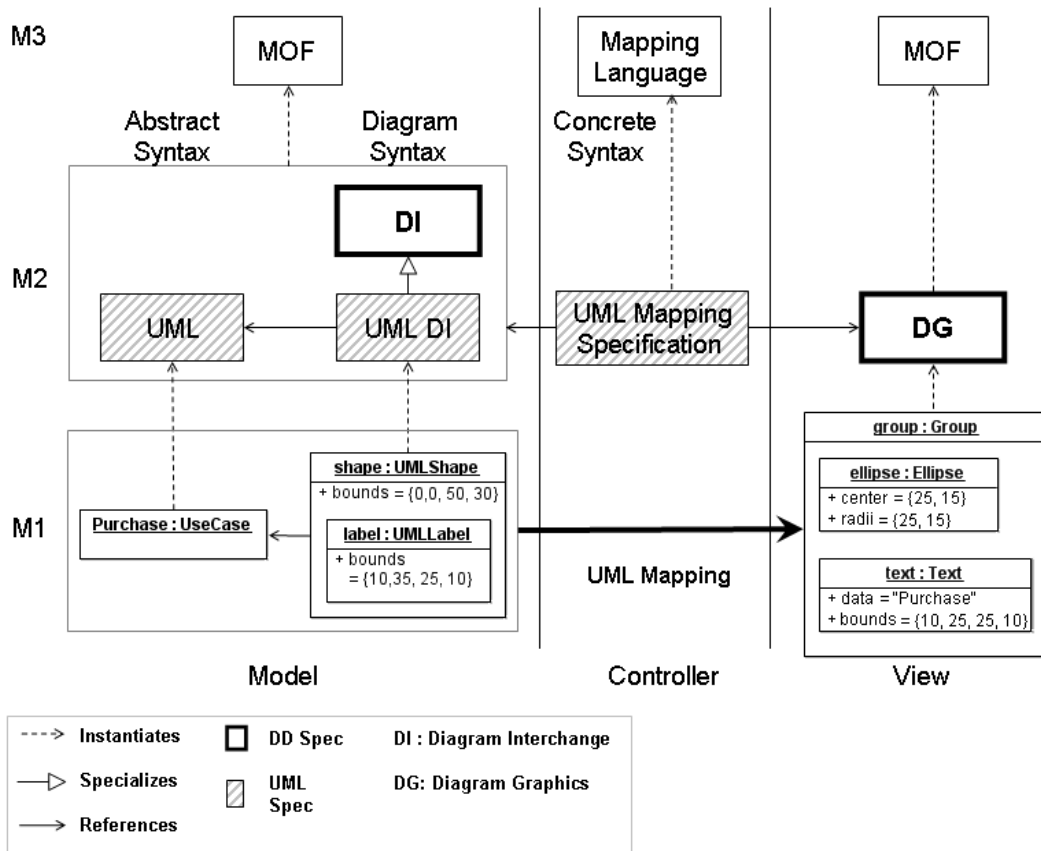 M3
MOF
Mapping
Language
MOF
Abstract
Syntax
Diagram
Syntax
Concrete
Syntax
DI
M2
UML
UML DI
UML Mapping
Specification
DG
M1
Purchase : UseCase
shape : UMLShape
+ bounds = {0,0, 50, 30}
label : UMLLabel
+ bounds
= {10,35, 25, 10}
UML Mapping
group : Group
ellipse : Ellipse
+ center = {25, 15}
+ radii = {25, 15}
text : Text
+ data = "Purchase"
+ bounds = {10, 25, 25, 10}
Model
Controller
View
Instantiates
DD Spec
DI : Diagram Interchange
Specializes
UML
Spec
DG: Diagram Graphics
References